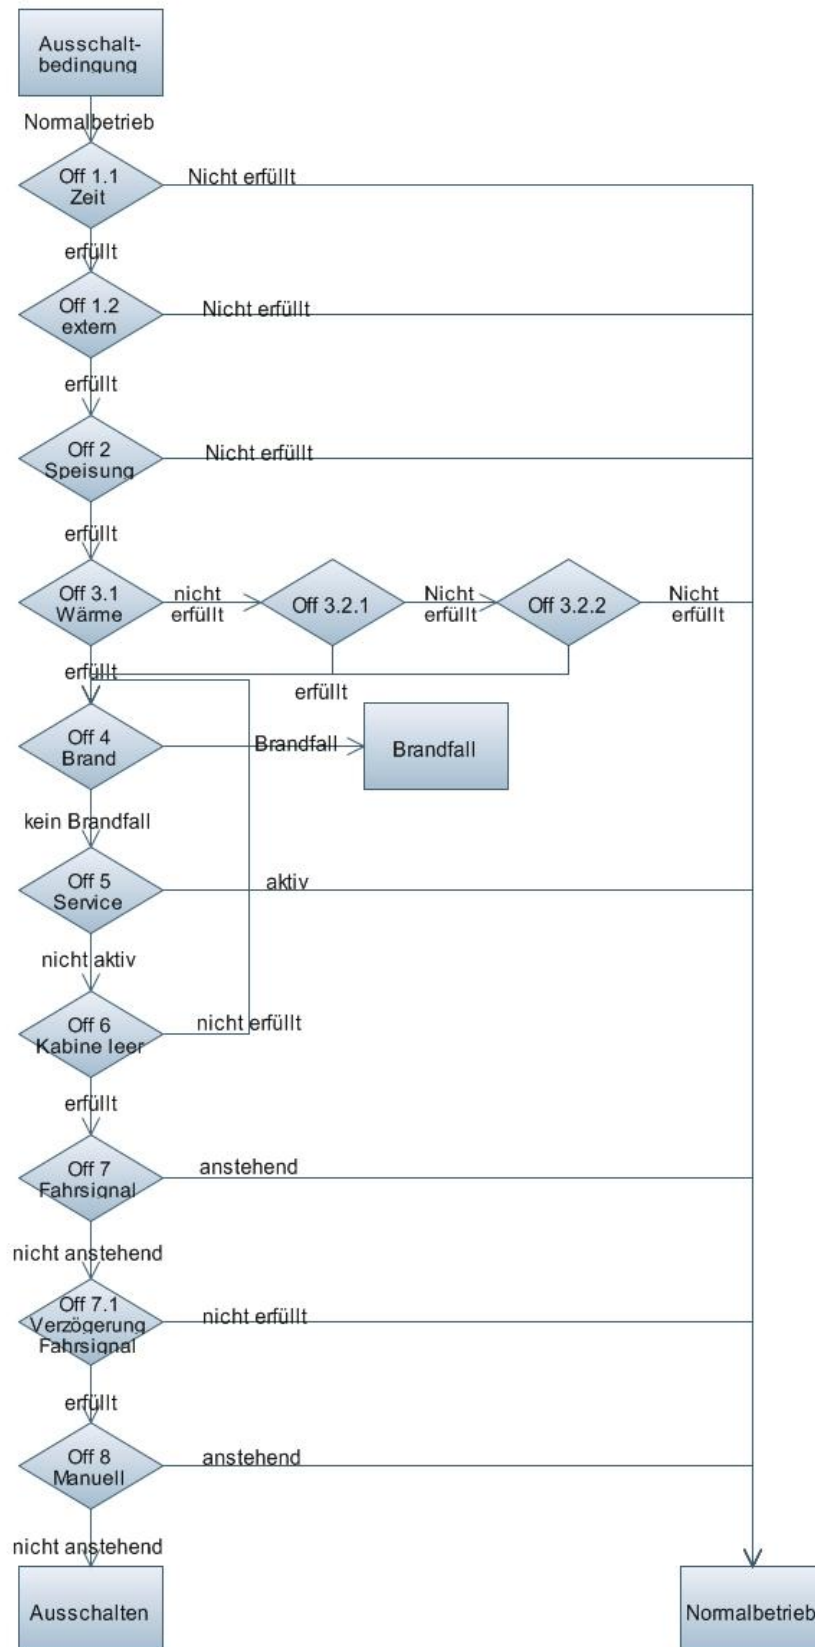 Ausschalt-
bedingung
Normalbetrieb
Off 1.1
Zeit
Nicht erfüllt
erfüllt
Off 1.2
extern
Nicht erfüllt
erfüllt
Off 2
Speisung
Nicht erfüllt
erfüllt
Off 3.1
Wärme
nicht
erfüllt
Off 3.2.1
Nicht
erfüllt
Off 3.2.2
Nicht
erfüllt
erfüllt
erfüllt
Off 4
Brand
Brandfall
Brandfall
kein Brandfall
Off 5
Service
aktiv
nicht aktiv
Off 6
Kabine leer
nicht erfüllt
erfüllt
Off 7
Fahrsignal
anstehend
nicht anstehend
Off 7.1
Verzögerung
Fahrsignal
nicht erfüllt
erfüllt
Off 8
Manuell
anstehend
nicht anstehend
Ausschalten
Normalbetrieb